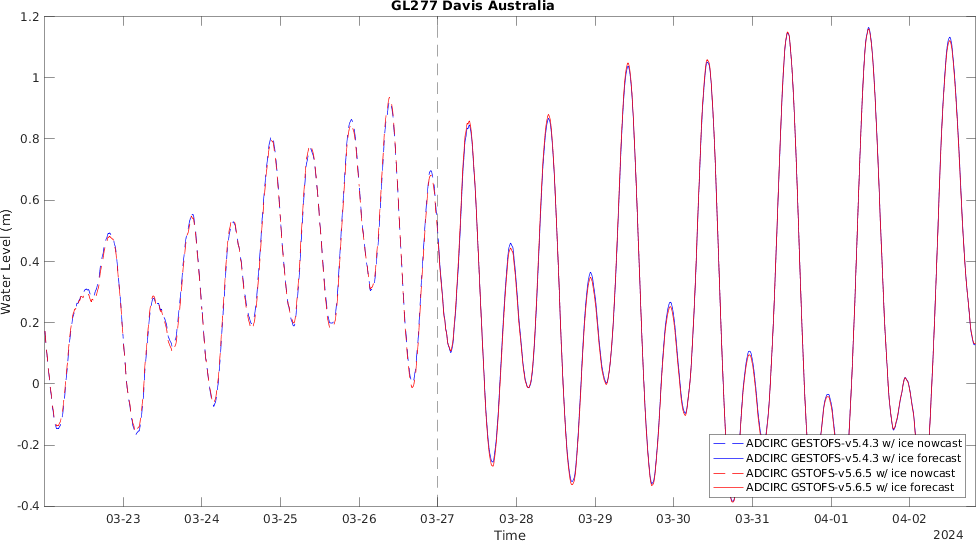 GL277 Davis Australia
1.2
1
0.8
0.6
0.4
0.2
0
-0.2
-0.4
Water Level (m)
ADCIRC GESTOFS-v5.4.3 w/ ice nowcast
ADCIRC GESTOFS-v5.4.3 w/ ice forecast
ADCIRC GSTOFS-v5.6.5 w/ ice nowcast
ADCIRC GSTOFS-v5.6.5 w/ ice forecast
03-23 03-24 03-25 03-26 03-27 03-28 03-29 03-30 03-31 04-01 04-02
Time
2024